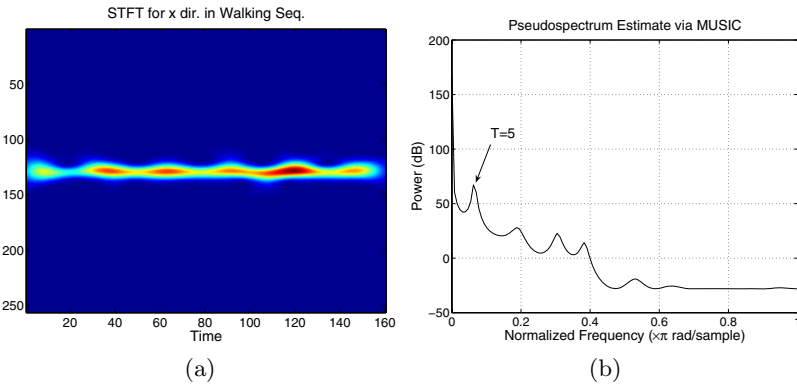 STFT for x dir. in Walking Seq.
50
100
150
200
250
20 40 60 80 100 120 140 160
Time
(a)
Pseudospectrum Estimate via MUSIC
200
150
100
50
0
−50
Power (dB)
T=5
0 0.2 0.4 0.6 0.8 1
Normalized Frequency (×π rad/sample)
(b)